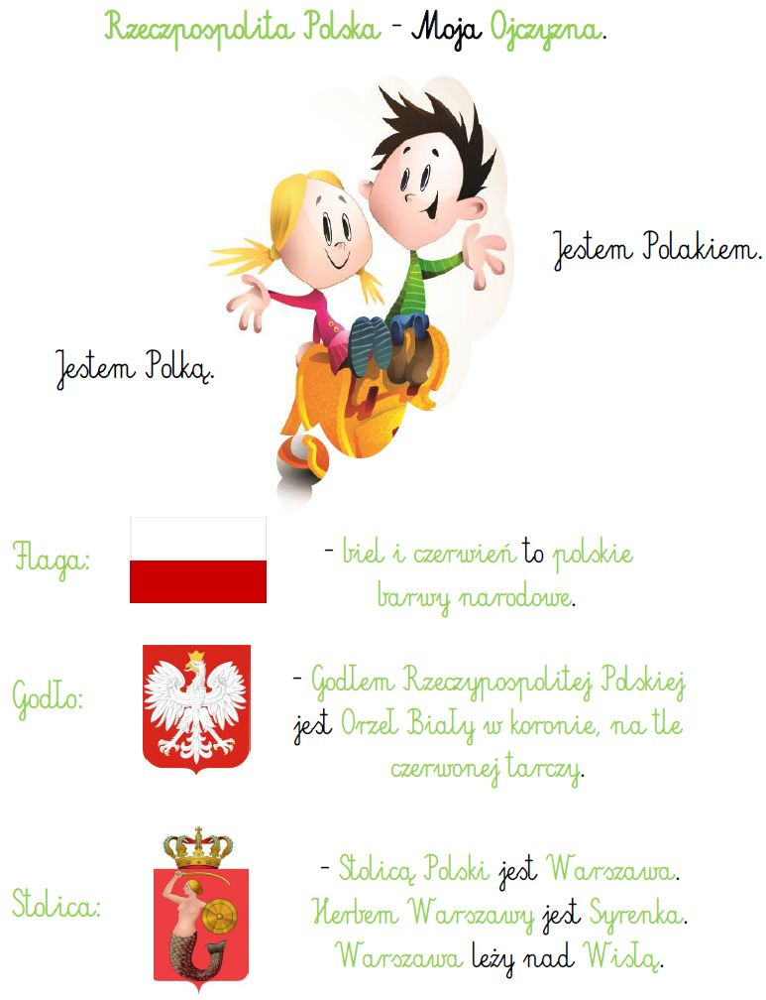 Rzeczpospolita Polska - Moja Ojczyzna.
Jestem Polakiem.
Jestem Polką.
Flaga:
- biel i czerwień to polskie
barwy narodowe.
Godło:
- Godłem Rzeczypospolitej Polskiej
jest Orzeł Biały w koronie, na tle
czerwonej tarczy.
Stolica:
- Stolicą Polski jest Warszawa.
Herbem Warszawy jest Syrenka.
Warszawa leży nad Wisłą.